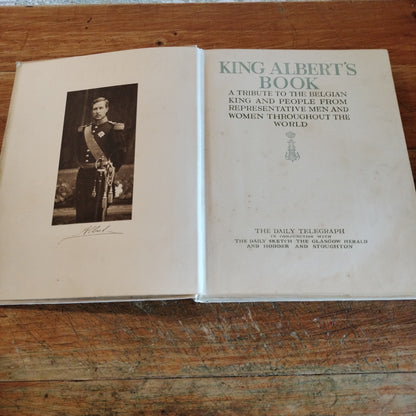 Albert
KING ALBERT'S
BOOK
A TRIBUTE TO THE BELGIAN
KING AND PEOPLE FROM
REPRESENTATIVE MEN AND
WOMEN THROUGHOUT THE
WORLD
THE DAILY TELEGRAPH
IN CONJUNCTION WITH
THE DAILY SKETCH THE GLASGOW HERALD
AND HODDER AND STOUGHTON